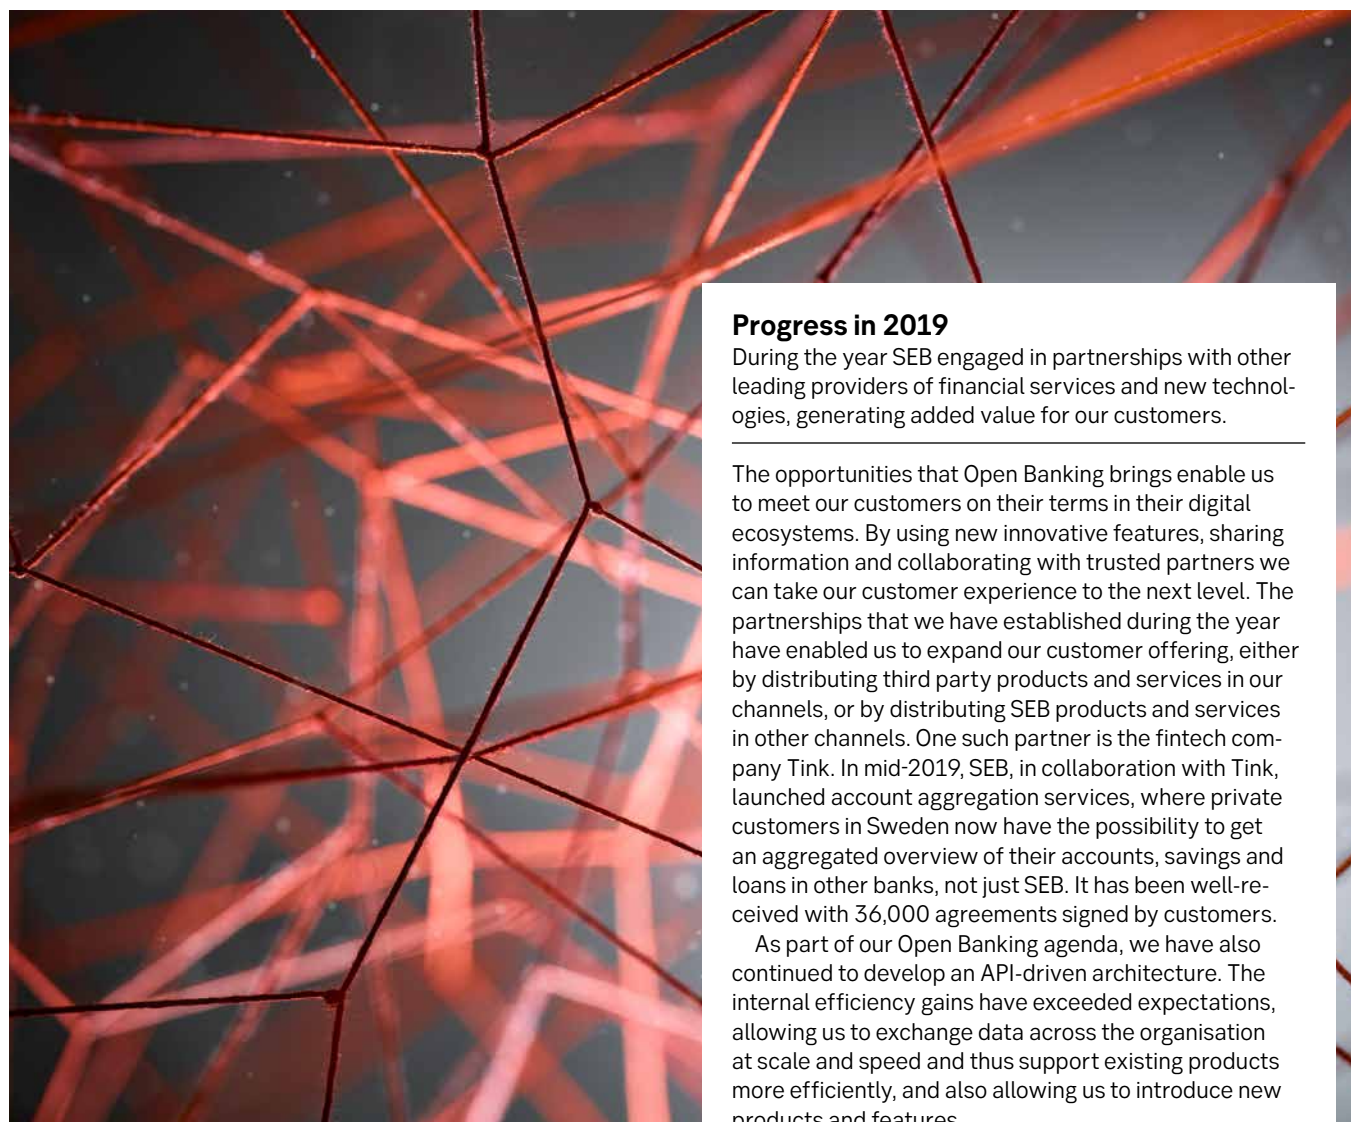 Progress in 2019
During the year SEB engaged in partnerships with other
leading providers of financial services and new technol-
ogies, generating added value for our customers.
The opportunities that Open Banking brings enable us
to meet our customers on their terms in their digital
ecosystems. By using new innovative features, sharing
information and collaborating with trusted partners we
can take our customer experience to the next level. The
partnerships that we have established during the year
have enabled us to expand our customer offering, either
by distributing third party products and services in our
channels, or by distributing SEB products and services
in other channels. One such partner is the fintech com-
pany Tink. In mid-2019, SEB, in collaboration with Tink,
launched account aggregation services, where private
customers in Sweden now have the possibility to get
an aggregated overview of their accounts, savings and
loans in other banks, not just SEB. It has been well-re-
ceived with 36,000 agreements signed by customers.
As part of our Open Banking agenda, we have also
continued to develop an API-driven architecture. The
internal efficiency gains have exceeded expectations,
allowing us to exchange data across the organisation
at scale and speed and thus support existing products
more efficiently, and also allowing us to introduce new
products and features.